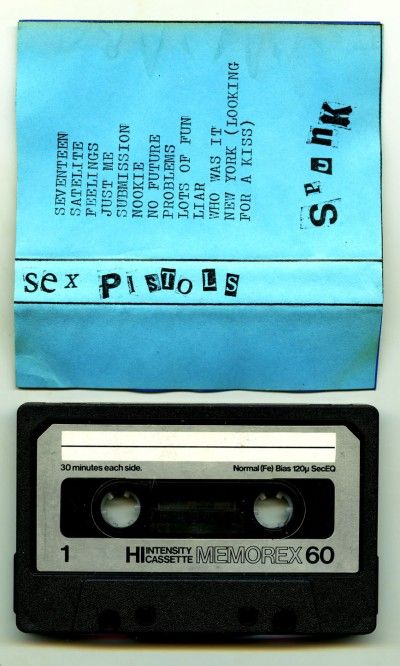 SEVENTEEN
SATELITE
FEELINGS
JUST ME
SUBMISSION
NOOKIE
NO FUTURE
PROBLEMS
LOTS OF FUN
LIAR
WHO WAS IT
NEW YORK (LOOKING
FOR A KISS)
SPUNK
sex PISTOLS
30 minutes each side.
Normal (Fe) Bias 120µ SecEQ
1
HI INTENSITY CASSETTE MEMOREX 60